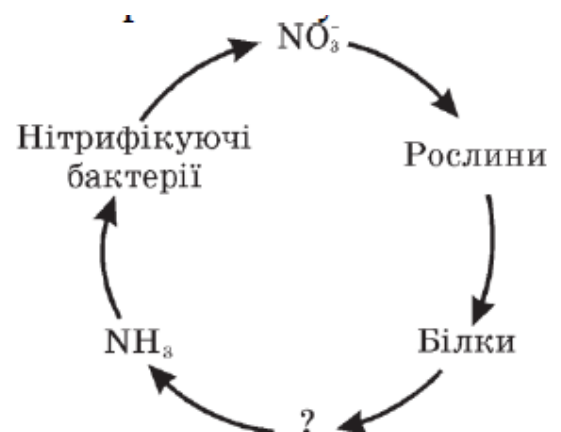 NO₃⁻
Нітрифікуючі
бактерії
Рослини
NH₃
Білки
?